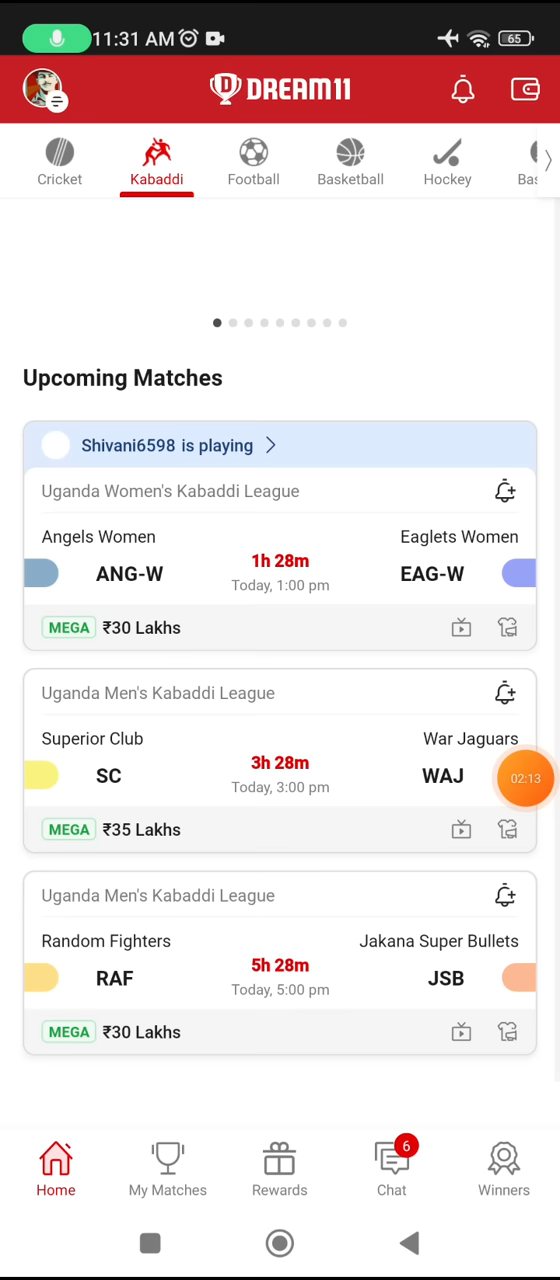 11:31 AM
65
DREAM11
Cricket
Kabaddi
Football
Basketball
Hockey
Bas
Upcoming Matches
Shivani6598 is playing
Uganda Women's Kabaddi League
Angels Women
Eaglets Women
ANG-W
1h 28m
EAG-W
Today, 1:00 pm
MEGA ₹30 Lakhs
Uganda Men's Kabaddi League
Superior Club
War Jaguars
SC
3h 28m
WAJ
02:13
Today, 3:00 pm
MEGA ₹35 Lakhs
Uganda Men's Kabaddi League
Random Fighters
Jakana Super Bullets
RAF
5h 28m
JSB
Today, 5:00 pm
MEGA ₹30 Lakhs
6
Home
My Matches
Rewards
Chat
Winners